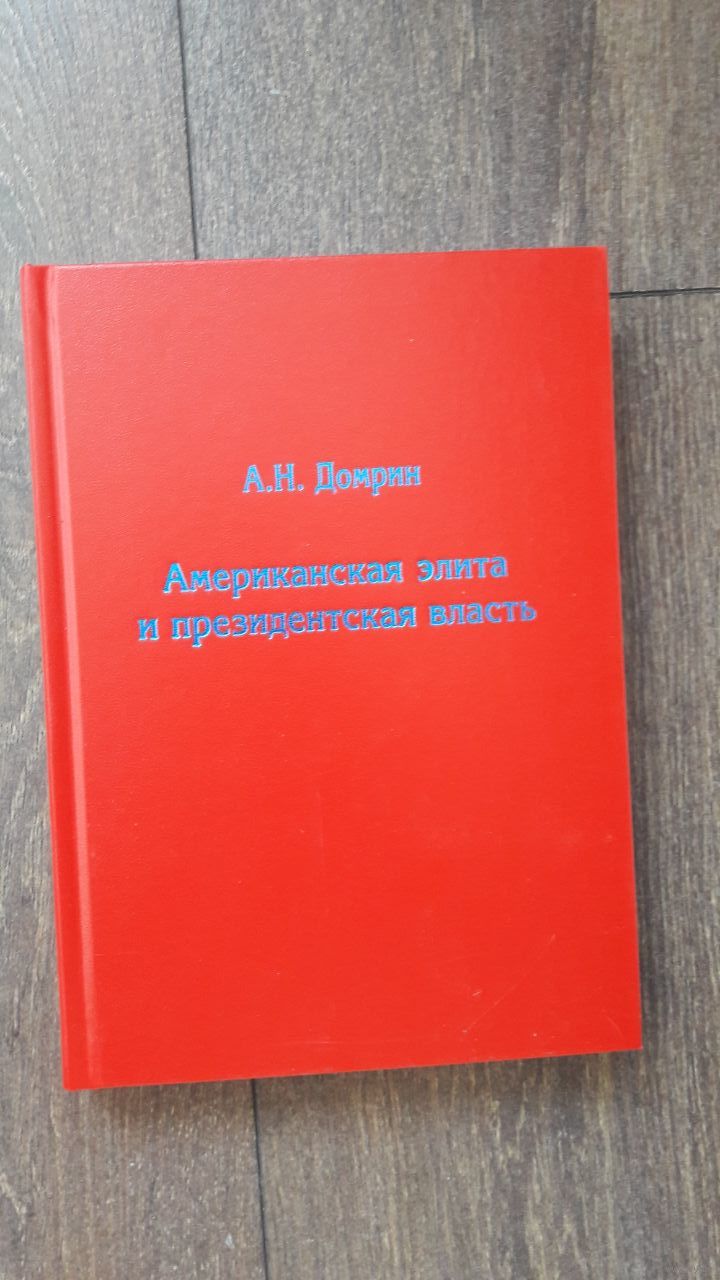 А.Н. Домрин
Американская элита
и президентская власть